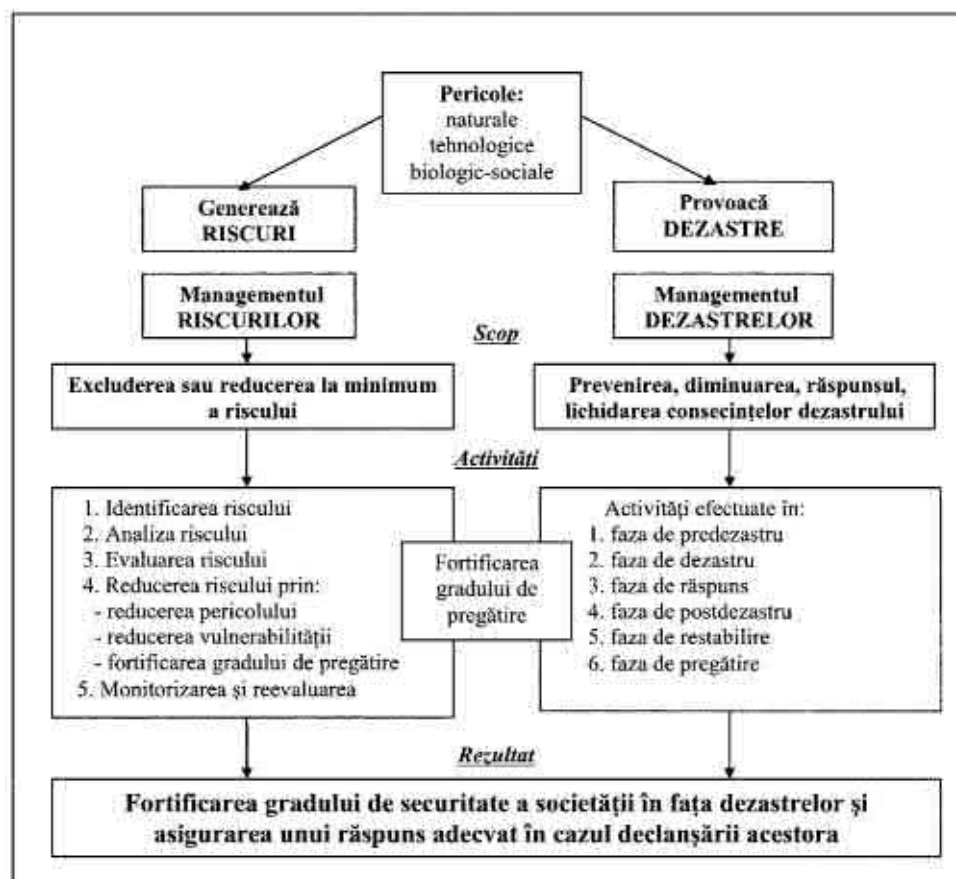 Pericole:
naturale
tehnologice
biologic-sociale
Generează
RISCURI
Provoacă
DEZASTRE
Managementul
RISCURILOR
Managementul
DEZASTRELOR
Scop
Excluderea sau reducerea la minimum
a riscului
Prevenirea, diminuarea, răspunsul,
lichidarea consecințelor dezastrului
Activități
1. Identificarea riscului
2. Analiza riscului
3. Evaluarea riscului
4. Reducerea riscului prin:
- reducerea pericolului
- reducerea vulnerabilității
- fortificarea gradului de pregătire
5. Monitorizarea și reevaluarea
Fortificarea
gradului de
pregătire
Activități efectuate în:
1. faza de predezastru
2. faza de dezastru
3. faza de răspuns
4. faza de postdezastru
5. faza de restabilire
6. faza de pregătire
Rezultat
Fortificarea gradului de securitate a societății în fața dezastrelor și
asigurarea unui răspuns adecvat în cazul declanșării acestora